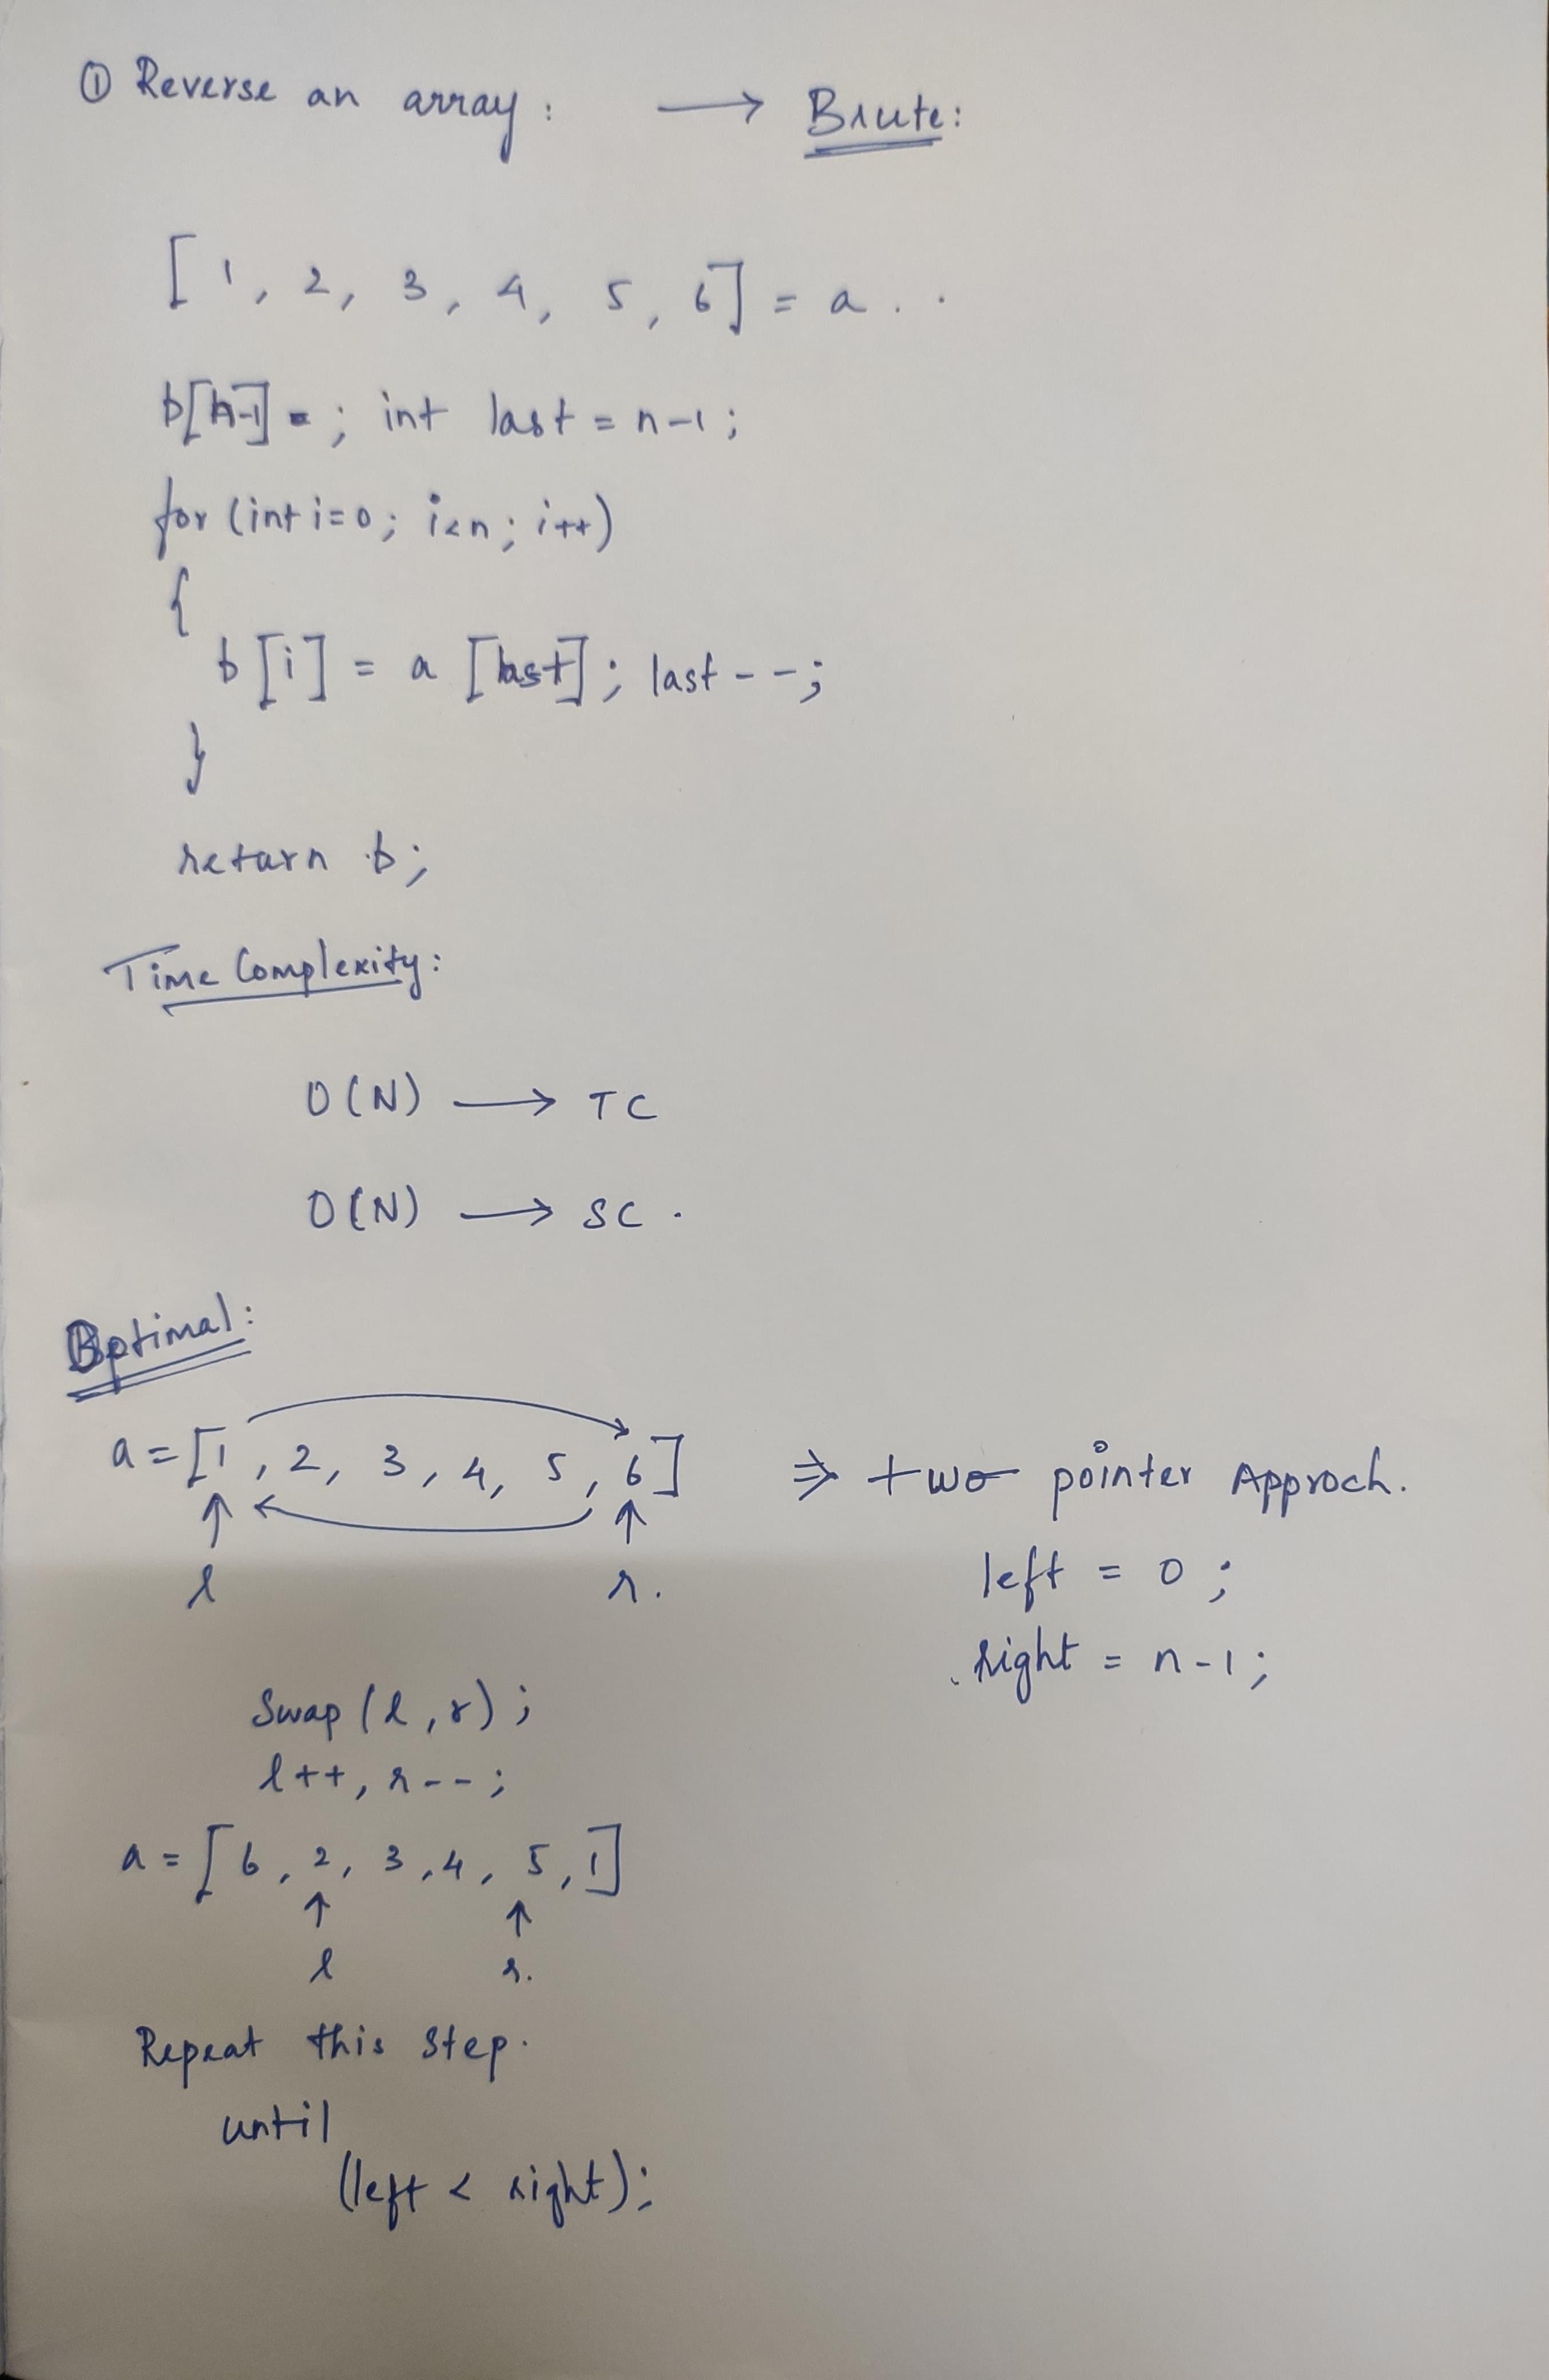 ① Reverse an array : → Brute:
[1, 2, 3, 4, 5, 6] = a . .
b[n-1] = ; int last = n-1;
for (int i=0; i<n; i++)
{
b[i] = a [last]; last--;
}
return b;
Time Complexity:
O(N) → TC
O(N) → SC .
Optimal:
a = [1, 2, 3, 4, 5, 6] ⇒ two pointer Approch.
↑ ↑
l r.
left = 0 ;
right = n-1;
Swap (l, r) ;
l++, r--;
a = [6, 2, 3, 4, 5, 1]
↑ ↑
l r.
Repeat this step.
until
(left < right);